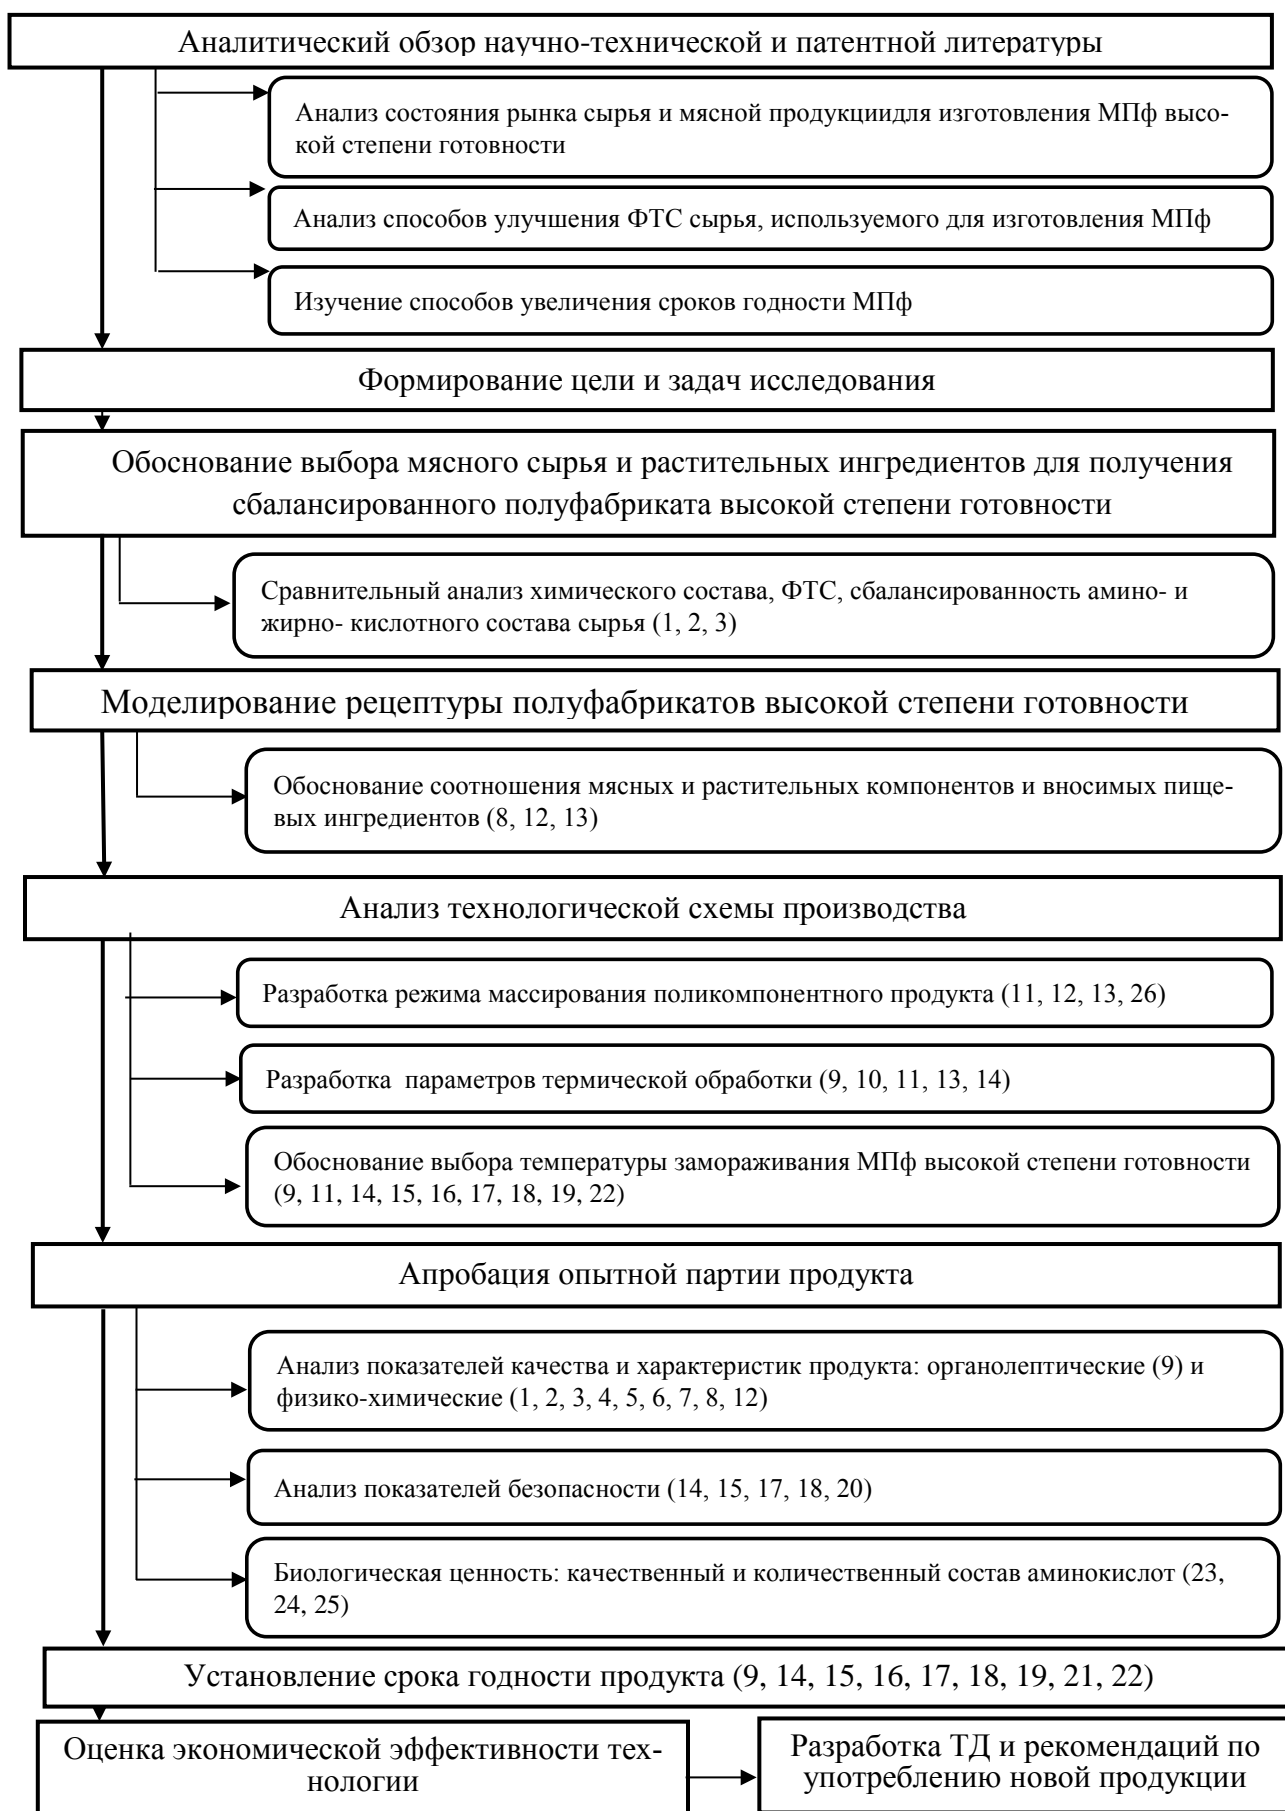 Аналитический обзор научно-технической и патентной литературы
Анализ состояния рынка сырья и мясной продукциидля изготовления МПф высо-
кой степени готовности
Анализ способов улучшения ФТС сырья, используемого для изготовления МПф
Изучение способов увеличения сроков годности МПф
Формирование цели и задач исследования
Обоснование выбора мясного сырья и растительных ингредиентов для получения
сбалансированного полуфабриката высокой степени готовности
Сравнительный анализ химического состава, ФТС, сбалансированность амино- и
жирно- кислотного состава сырья (1, 2, 3)
Моделирование рецептуры полуфабрикатов высокой степени готовности
Обоснование соотношения мясных и растительных компонентов и вносимых пище-
вых ингредиентов (8, 12, 13)
Анализ технологической схемы производства
Разработка режима массирования поликомпонентного продукта (11, 12, 13, 26)
Разработка  параметров термической обработки (9, 10, 11, 13, 14)
Обоснование выбора температуры замораживания МПф высокой степени готовности
(9, 11, 14, 15, 16, 17, 18, 19, 22)
Апробация опытной партии продукта
Анализ показателей качества и характеристик продукта: органолептические (9) и
физико-химические (1, 2, 3, 4, 5, 6, 7, 8, 12)
Анализ показателей безопасности (14, 15, 17, 18, 20)
Биологическая ценность: качественный и количественный состав аминокислот (23,
24, 25)
Установление срока годности продукта (9, 14, 15, 16, 17, 18, 19, 21, 22)
Оценка экономической эффективности тех-
нологии
Разработка ТД и рекомендаций по
употреблению новой продукции